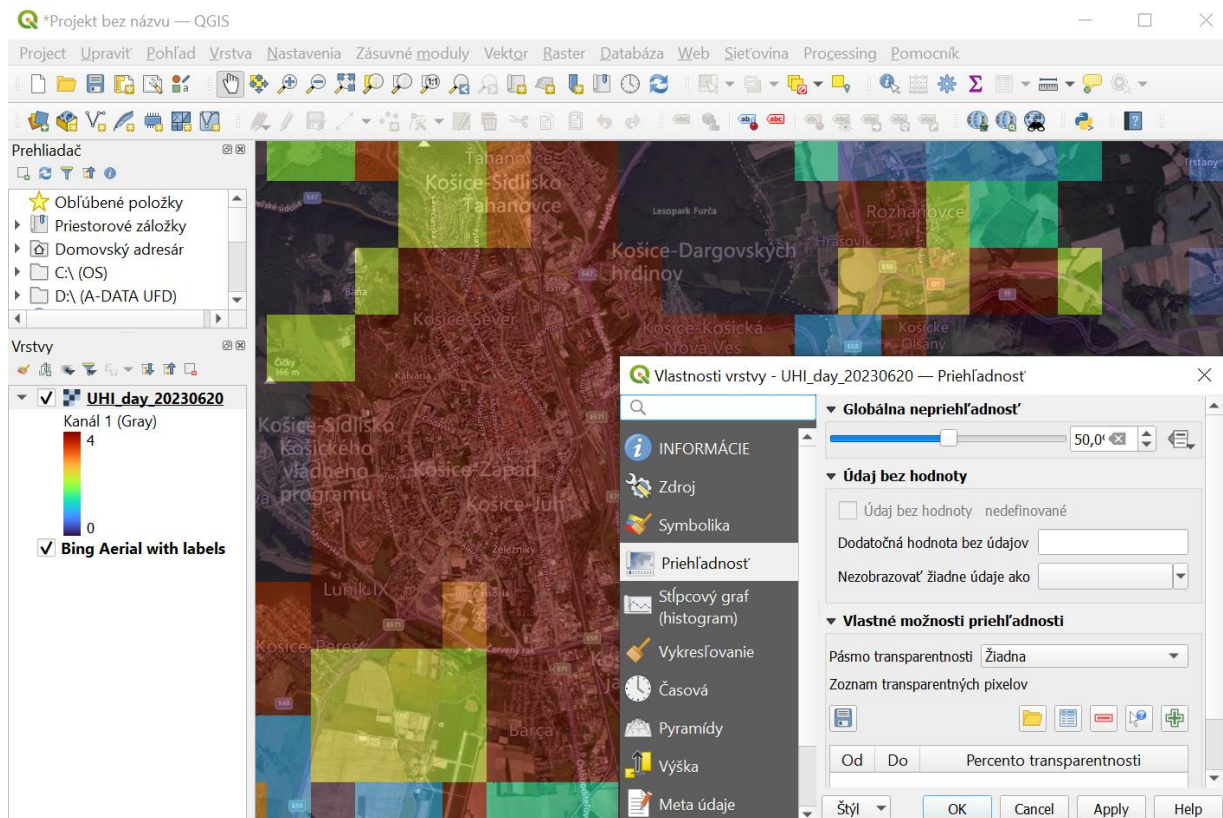 *Projekt bez názvu — QGIS
Project Upraviť Pohľad Vrstva Nastavenia Zásuvné moduly Vektor Raster Databáza Web Sieťovina Processing Pomocník
Prehliadač
Obľúbené položky
Priestorové záložky
Domovský adresár
C:\ (OS)
D:\ (A-DATA UFD)
Vrstvy
UHI_day_20230620
Kanál 1 (Gray)
4
0
Bing Aerial with labels
Ťahanovce
Košice-Sídlisko
Ťahanovce
547
Lesopark Furča
Rozhanovce
Hrašovík
Trstany
Košice-Dargovských
hrdinov
Baňa
Košice-Sever
Košice-Košická
Nová Ves
Košické
Oľšany
Čičky
366 m
Kalvária
Košice-Sídlisko
Košického
vládneho
programu
Košice-Západ
Košice-Juh
Železníky
Luník IX
Košice-Pereš
Červený rak
Barca
548
Vlastnosti vrstvy - UHI_day_20230620 — Priehľadnosť
INFORMÁCIE
Zdroj
Symbolika
Priehľadnosť
Stĺpcový graf
(histogram)
Vykresľovanie
Časová
Pyramídy
Výška
Meta údaje
Globálna nepriehľadnosť
50,0
Údaj bez hodnoty
Údaj bez hodnoty nedefinované
Dodatočná hodnota bez údajov
Nezobrazovať žiadne údaje ako
Vlastné možnosti priehľadnosti
Pásmo transparentnosti Žiadna
Zoznam transparentných pixelov
Od Do Percento transparentnosti
Štýl OK Cancel Apply Help